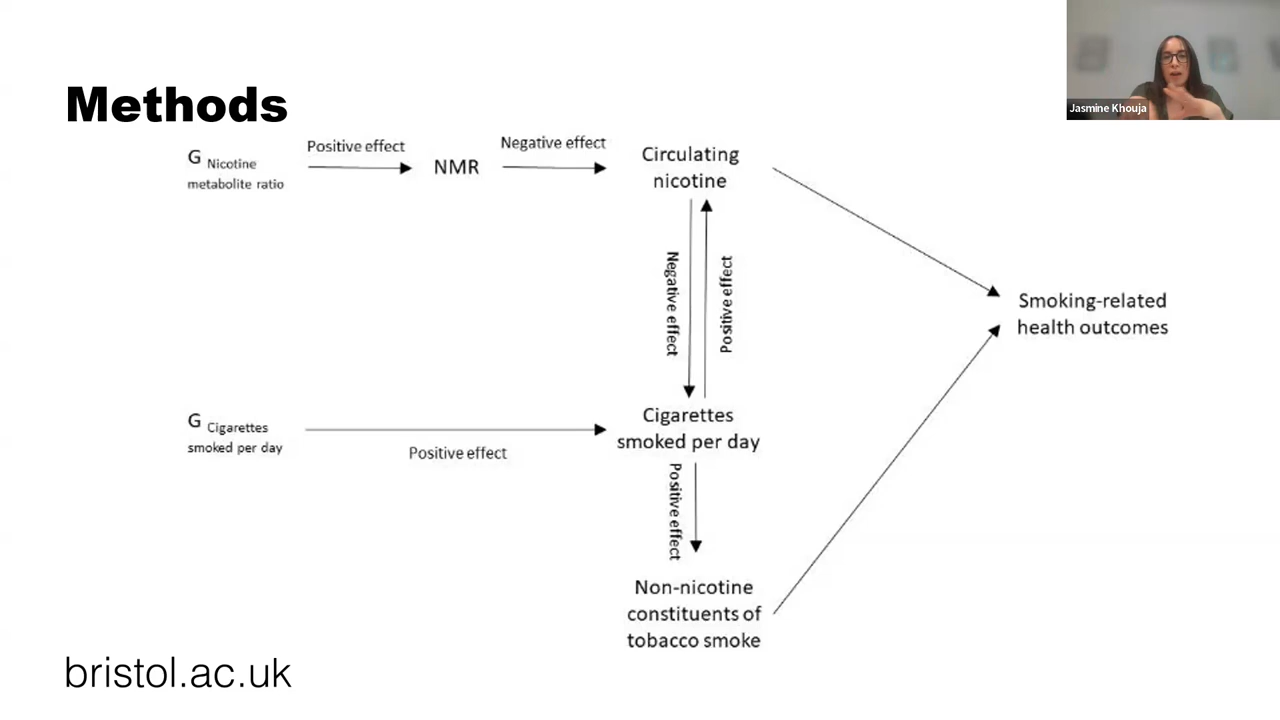 Jasmine Khouja
Methods
G Nicotine
metabolite ratio
Positive effect
NMR
Negative effect
Circulating
nicotine
Negative effect
Positive effect
Smoking-related
health outcomes
G Cigarettes
smoked per day
Positive effect
Cigarettes
smoked per day
Positive effect
Non-nicotine
constituents of
tobacco smoke
bristol.ac.uk